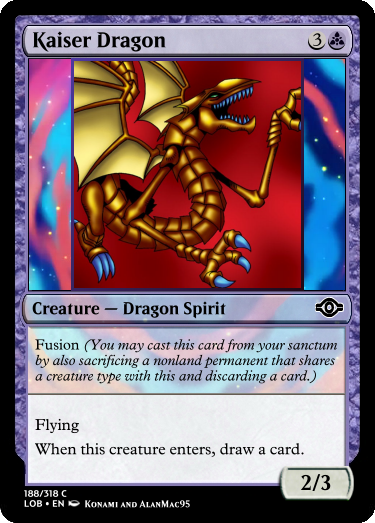 Kaiser Dragon 3
Creature — Dragon Spirit
Fusion (You may cast this card from your sanctum
by also sacrificing a nonland permanent that shares
a creature type with this and discarding a card.)
Flying
When this creature enters, draw a card.
2/3
188/318 C
LOB • EN Konami and AlanMac95